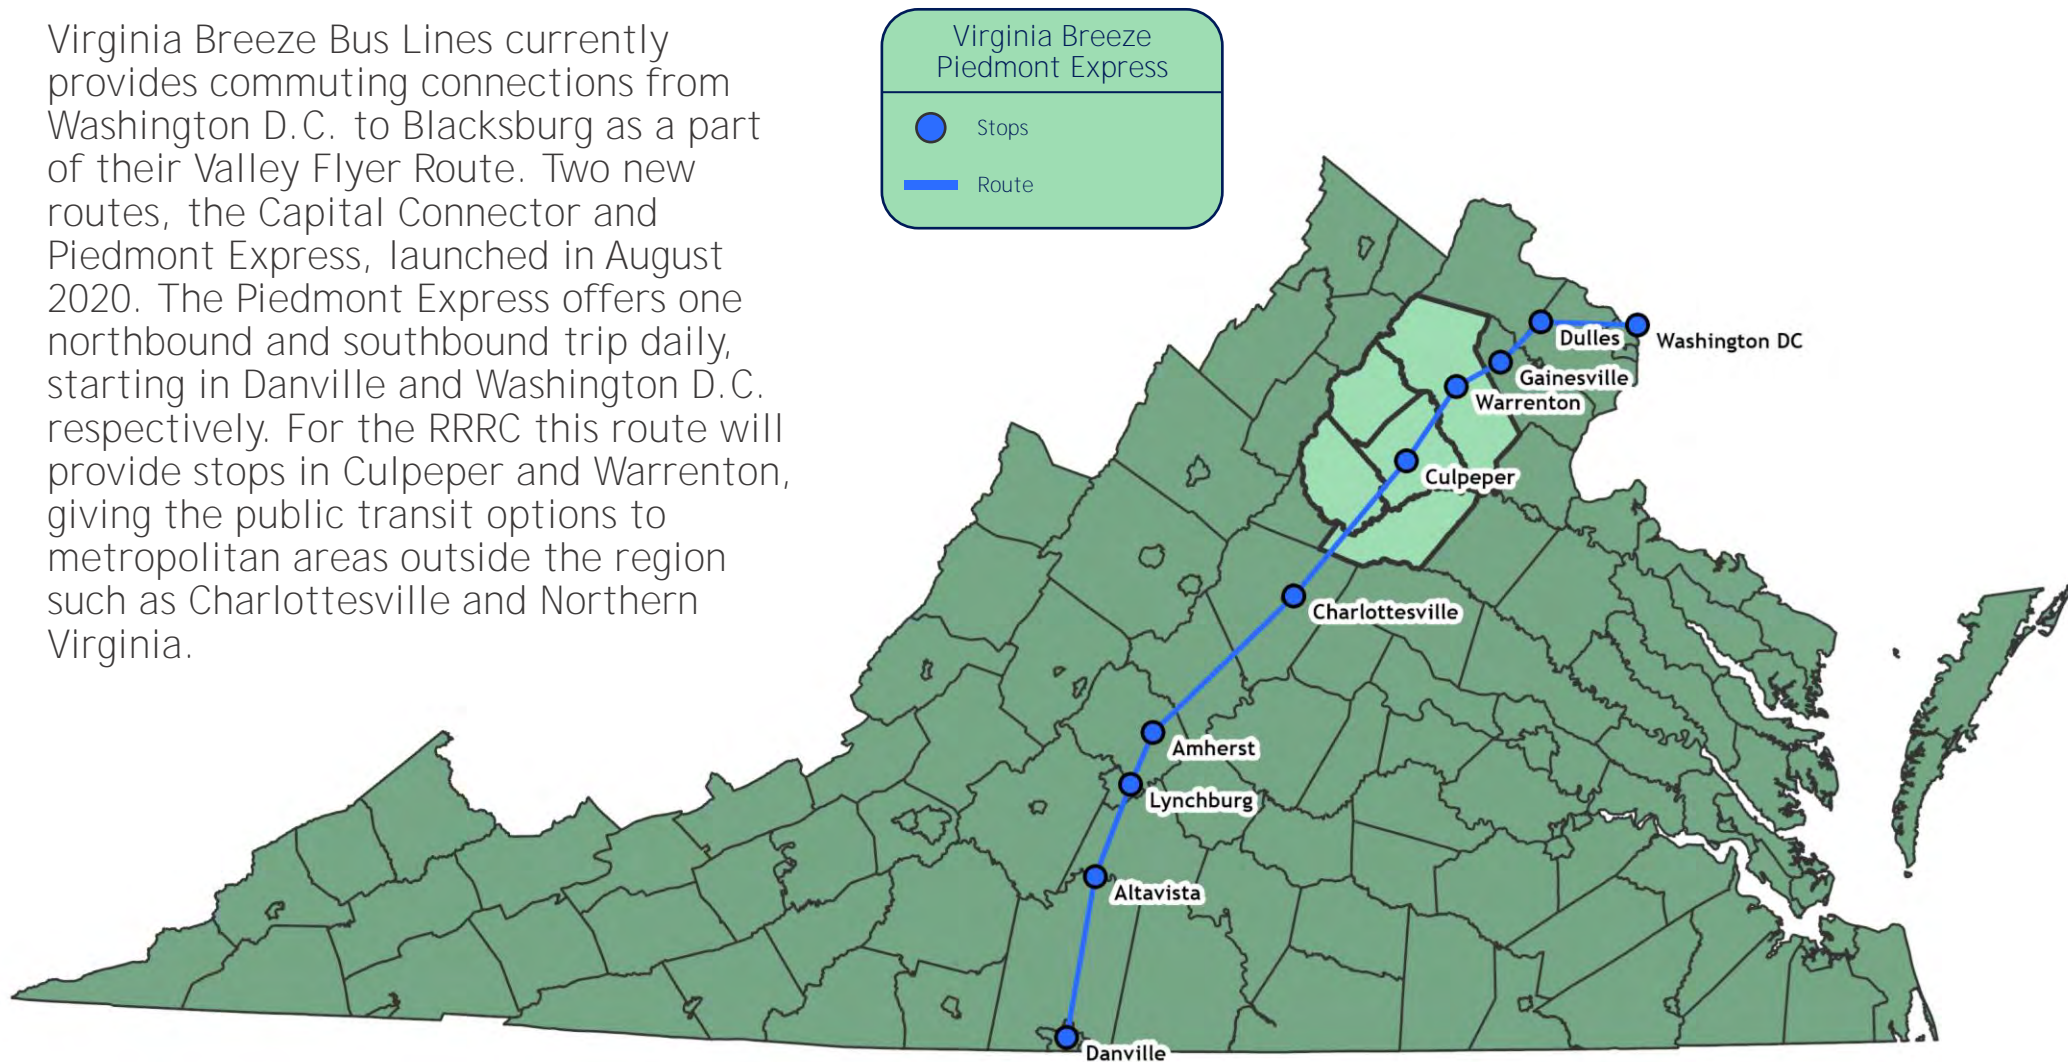 Virginia Breeze Bus Lines currently
provides commuting connections from
Washington D.C. to Blacksburg as a part
of their Valley Flyer Route. Two new
routes, the Capital Connector and
Piedmont Express, launched in August
2020. The Piedmont Express offers one
northbound and southbound trip daily,
starting in Danville and Washington D.C.
respectively. For the RRRC this route will
provide stops in Culpeper and Warrenton,
giving the public transit options to
metropolitan areas outside the region
such as Charlottesville and Northern
Virginia.
Virginia Breeze
Piedmont Express
Stops
Route
Dulles
Washington DC
Gainesville
Warrenton
Culpeper
Charlottesville
Amherst
Lynchburg
Altavista
Danville